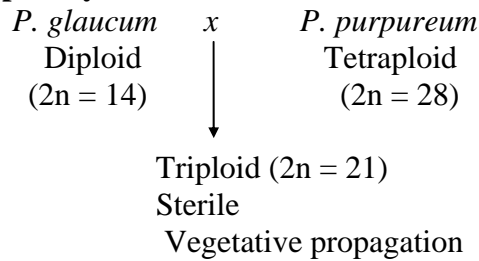 P. glaucum x P. purpureum
Diploid Tetraploid
(2n = 14) (2n = 28)
Triploid (2n = 21)
Sterile
Vegetative propagation